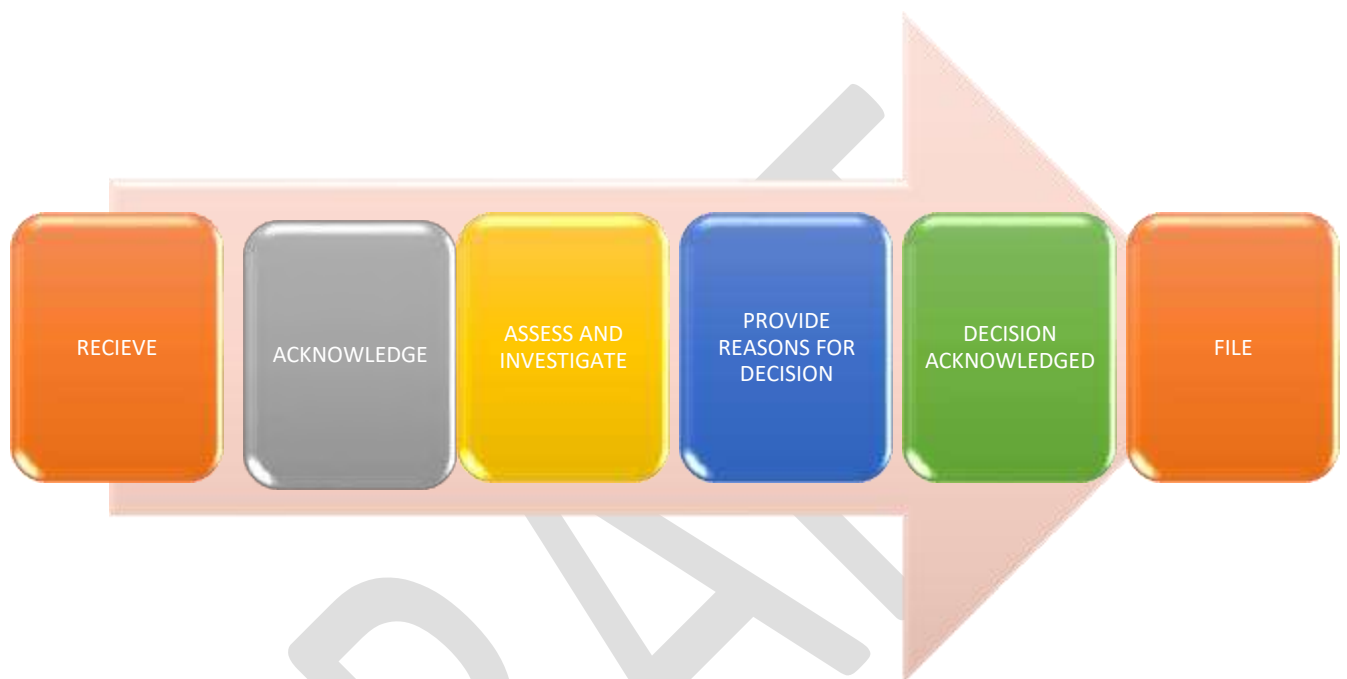 RECIEVE
ACKNOWLEDGE
ASSESS AND
INVESTIGATE
PROVIDE
REASONS FOR
DECISION
DECISION
ACKNOWLEDGED
FILE